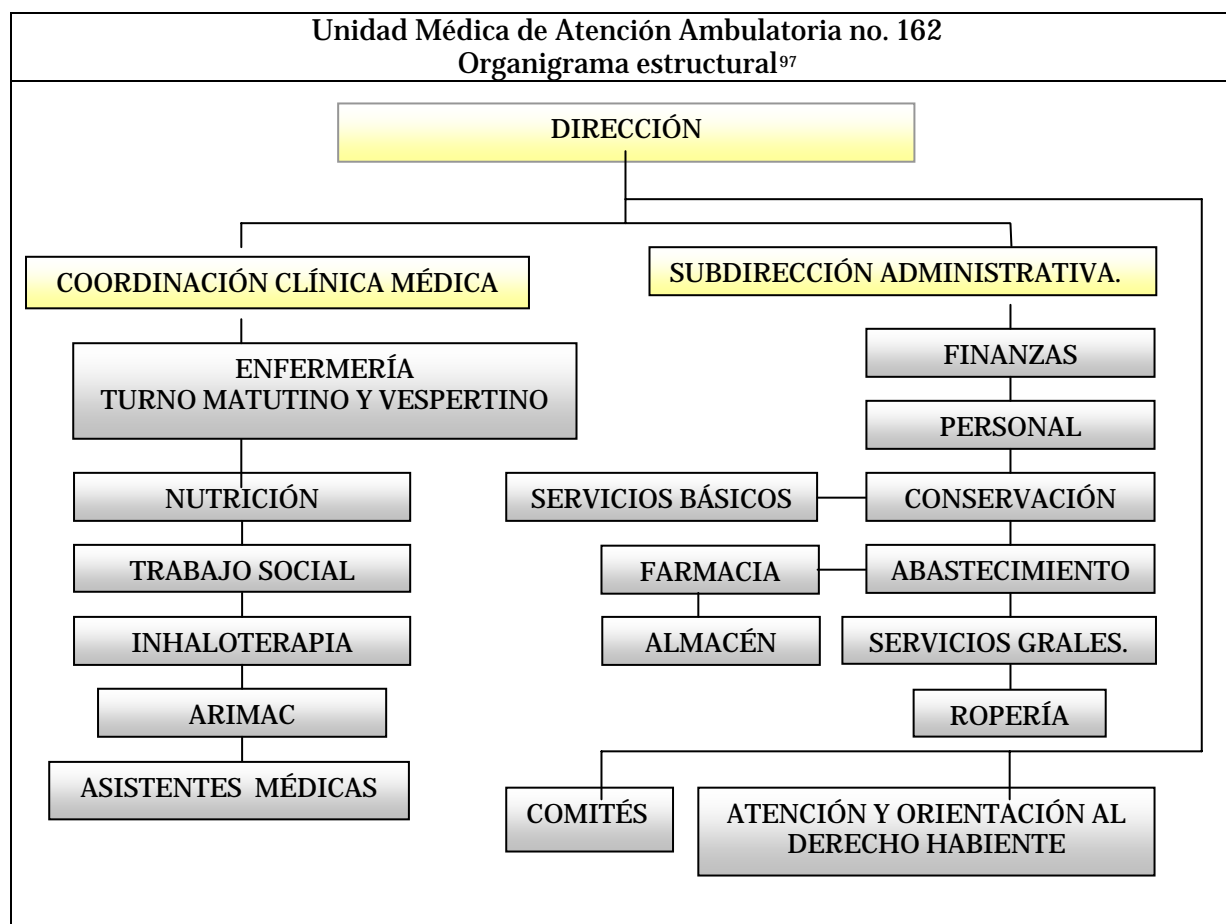 Unidad Médica de Atención Ambulatoria no. 162
Organigrama estructural97
DIRECCIÓN
COORDINACIÓN CLÍNICA MÉDICA
SUBDIRECCIÓN ADMINISTRATIVA.
ENFERMERÍA
TURNO MATUTINO Y VESPERTINO
FINANZAS
PERSONAL
NUTRICIÓN
SERVICIOS BÁSICOS
CONSERVACIÓN
TRABAJO SOCIAL
FARMACIA
ABASTECIMIENTO
INHALOTERAPIA
ALMACÉN
SERVICIOS GRALES.
ARIMAC
ROPERÍA
ASISTENTES MÉDICAS
COMITÉS
ATENCIÓN Y ORIENTACIÓN AL
DERECHO HABIENTE